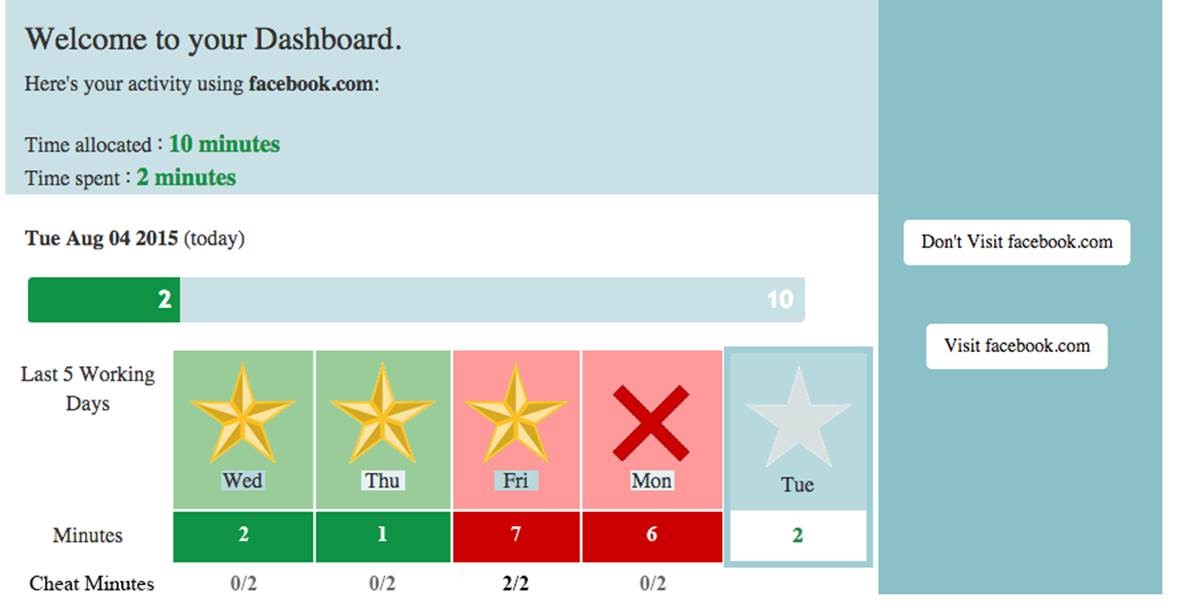 Welcome to your Dashboard.
Here's your activity using facebook.com:
Time allocated : 10 minutes
Time spent : 2 minutes
Tue Aug 04 2015 (today)
Don't Visit facebook.com
2 10
Visit facebook.com
Last 5 Working
Days
Wed Thu Fri Mon Tue
Minutes 2 1 7 6 2
Cheat Minutes 0/2 0/2 2/2 0/2